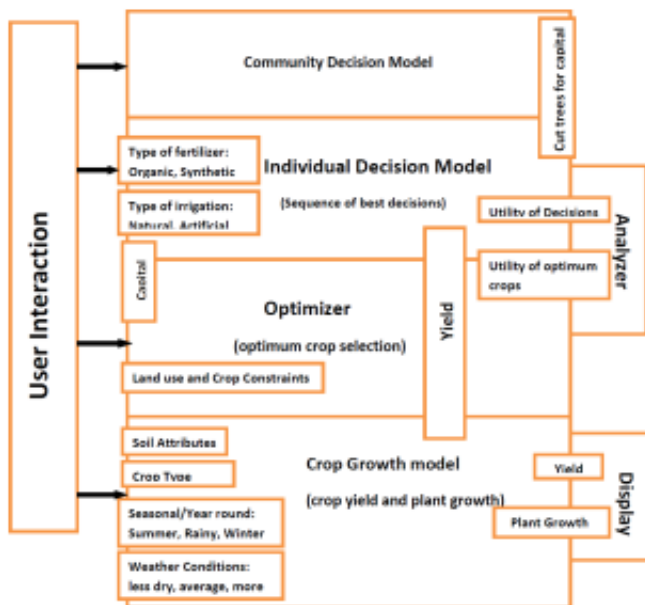 User Interaction
Community Decision Model
Cut trees for capital
Type of fertilizer:
Organic, Synthetic
Individual Decision Model
(Sequence of best decisions)
Type of irrigation:
Natural, Artificial
Utility of Decisions
Analyzer
Capital
Utility of optimum
crops
Optimizer
(optimum crop selection)
Yield
Land use and Crop Constraints
Soil Attributes
Crop Type
Crop Growth model
(crop yield and plant growth)
Yield
Display
Seasonal/Year round:
Summer, Rainy, Winter
Plant Growth
Weather Conditions:
less dry, average, more